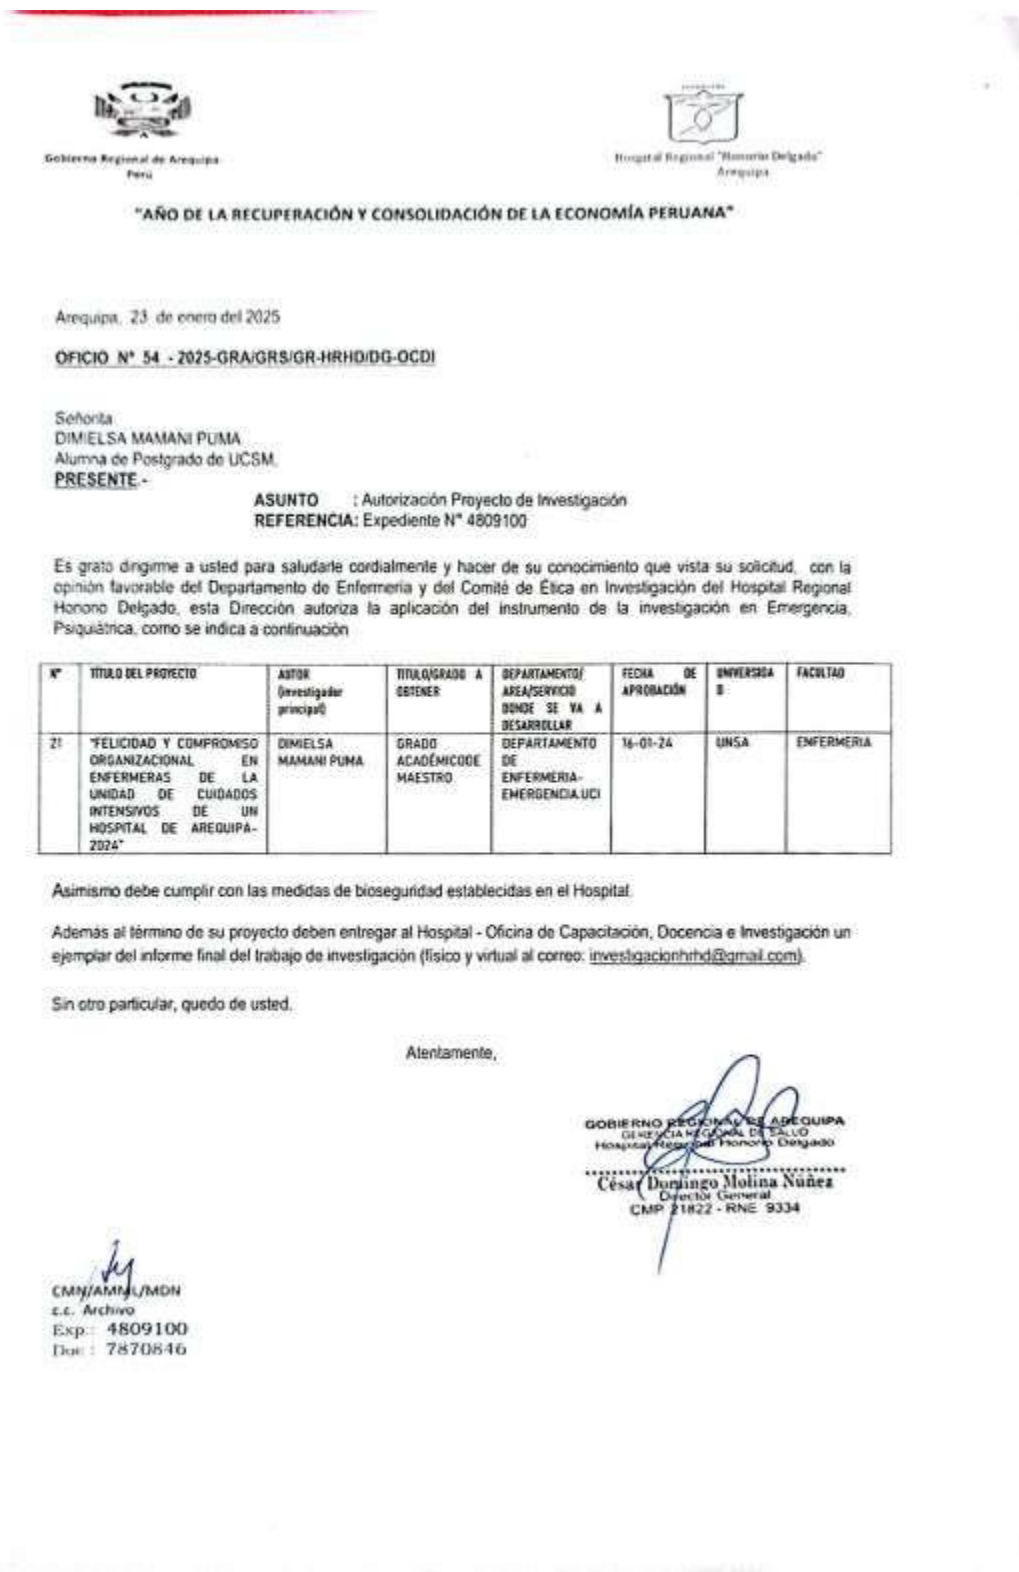 Gobierno Regional de Arequipa
Perú
Hospital Regional "Honorio Delgado"
Arequipa
"AÑO DE LA RECUPERACIÓN Y CONSOLIDACIÓN DE LA ECONOMÍA PERUANA"
Arequipa, 23 de enero del 2025
OFICIO N° 54 - 2025-GRA/GRS/GR-HRHD/DG-OCDI
Señorita
DIMIELSA MAMANI PUMA
Alumna de Postgrado de UCSM.
PRESENTE.-
ASUNTO : Autorización Proyecto de Investigación
REFERENCIA: Expediente N° 4809100
Es grato dirigirme a usted para saludarle cordialmente y hacer de su conocimiento que vista su solicitud, con la
opinión favorable del Departamento de Enfermería y del Comité de Ética en Investigación del Hospital Regional
Honorio Delgado, esta Dirección autoriza la aplicación del instrumento de la investigación en Emergencia,
Psiquiátrica, como se indica a continuación
N° TITULO DEL PROYECTO AUTOR (investigador principal) TITULO/GRADO A OBTENER DEPARTAMENTO/ AREA/SERVICIO DONDE SE VA A DESARROLLAR FECHA DE APROBACIÓN UNIVERSIDA D FACULTAD
21 "FELICIDAD Y COMPROMISO ORGANIZACIONAL EN ENFERMERAS DE LA UNIDAD DE CUIDADOS INTENSIVOS DE UN HOSPITAL DE AREQUIPA-2024" DIMIELSA MAMANI PUMA GRADO ACADÉMICODE MAESTRO DEPARTAMENTO DE ENFERMERIA-EMERGENCIA.UCI 16-01-24 UNSA ENFERMERIA
Asimismo debe cumplir con las medidas de bioseguridad establecidas en el Hospital.
Además al término de su proyecto deben entregar al Hospital - Oficina de Capacitación, Docencia e Investigación un
ejemplar del informe final del trabajo de investigación (físico y virtual al correo: investigacionhrhd@gmail.com).
Sin otro particular, quedo de usted.
Atentamente,
GOBIERNO REGIONAL DE AREQUIPA
GERENCIA REGIONAL DE SALUD
Hospital Regional Honorio Delgado
César Domingo Molina Núñez
Director General
CMP 21822 - RNE 9334
CMN/AMML/MDN
c.c. Archivo
Exp.: 4809100
Doc : 7870846